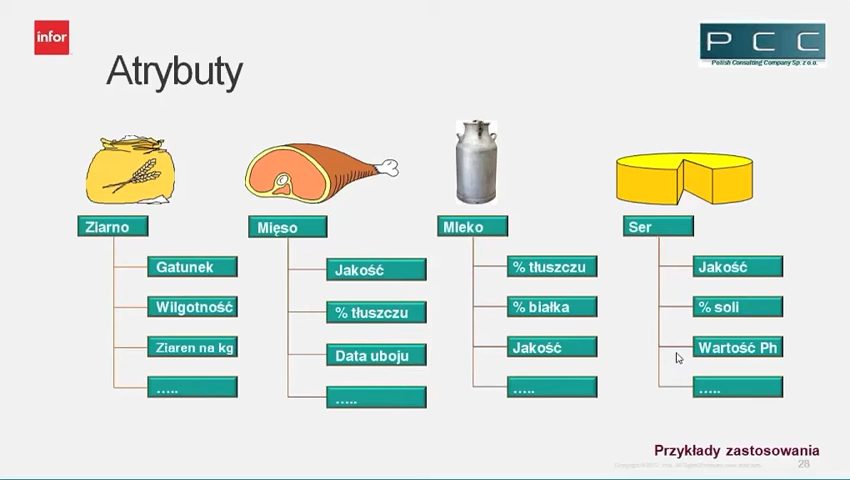 infor
PCC
Polish Consulting Company Sp. z o.o.
Atrybuty
Ziarno
Gatunek
Wilgotność
Ziaren na kg
.....
Mięso
Jakość
% tłuszczu
Data uboju
.....
Mleko
% tłuszczu
% białka
Jakość
.....
Ser
Jakość
% soli
Wartość Ph
.....
Przykłady zastosowania
28